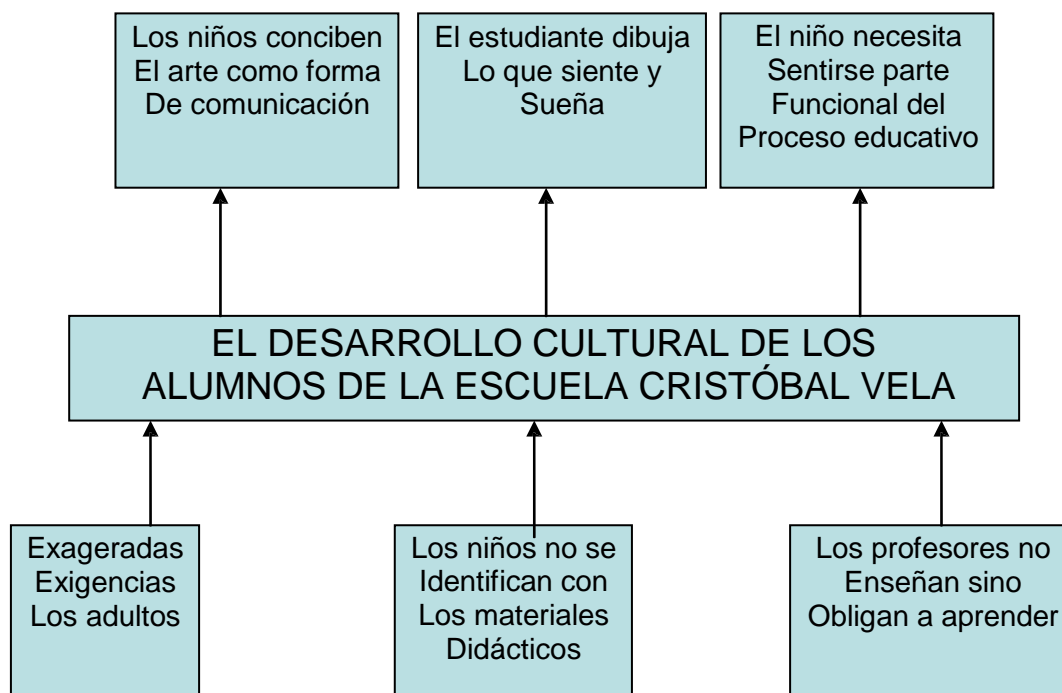 Los niños conciben
El arte como forma
De comunicación
El estudiante dibuja
Lo que siente y
Sueña
El niño necesita
Sentirse parte
Funcional del
Proceso educativo
EL DESARROLLO CULTURAL DE LOS
ALUMNOS DE LA ESCUELA CRISTÓBAL VELA
Exageradas
Exigencias
Los adultos
Los niños no se
Identifican con
Los materiales
Didácticos
Los profesores no
Enseñan sino
Obligan a aprender